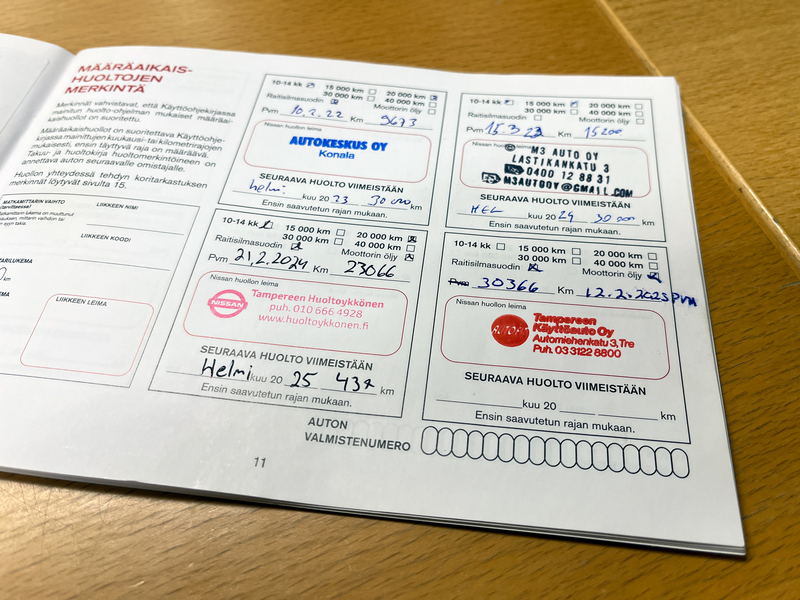 MÄÄRÄAIKAIS-
HUOLTOJEN
MERKINTÄ
Merkinnät vahvistavat, että Käyttöohjekirjassa
mainitun huolto-ohjelman mukaiset määräai-
kaishuollot on suoritettu.
Määräaikaishuollot on suoritettava Käyttöohje-
kirjassa mainittujen kuukausi- tai kilometrirajojen
mukaisesti, ensin täyttyvä raja on määräävä.
Takuu- ja huoltokirja huoltomerkintöineen on
annettava auton seuraavalle omistajalle.
Huollon yhteydessä tehdyn koritarkastuksen
merkinnät löytyvät sivulta 15.
MATKAMITTARIN VAIHTO
LIIKKEEN NIMI
LIIKKEEN KOODI
LIIKKEEN LEIMA
10-14 kk 15 000 km 20 000 km
30 000 km 40 000 km
Raitisilmasuodin Moottorin öljy
Pvm 10.2.22 Km 9673
Nissan huollon leima
AUTOKESKUS OY
Konala
SEURAAVA HUOLTO VIIMEISTÄÄN
helmi kuu 20 23 30 000 km
Ensin saavutetun rajan mukaan.
10-14 kk 15 000 km 20 000 km
30 000 km 40 000 km
Raitisilmasuodin Moottorin öljy
Pvm 15.3.23 Km 15200
Nissan huollon leima
M3 AUTO OY
LASTIKANKATU 3
0400 12 88 31
M3AUTOOY@GMAIL.COM
SEURAAVA HUOLTO VIIMEISTÄÄN
HEL kuu 20 24 30 000 km
Ensin saavutetun rajan mukaan.
10-14 kk 15 000 km 20 000 km
30 000 km 40 000 km
Raitisilmasuodin Moottorin öljy
Pvm 21.2.2024 Km 23066
Nissan huollon leima
NISSAN
Tampereen Huoltoykkönen
puh. 010 666 4928
www.huoltoykkonen.fi
SEURAAVA HUOLTO VIIMEISTÄÄN
Helmi kuu 20 25 43t km
Ensin saavutetun rajan mukaan.
10-14 kk 15 000 km 20 000 km
30 000 km 40 000 km
Raitisilmasuodin Moottorin öljy
Pvm 30366 Km 12.2.2025 PVM
Nissan huollon leima
Tampereen
Käyttöauto Oy
Automiehenkatu 3, Tre
Puh. 03 3122 8800
SEURAAVA HUOLTO VIIMEISTÄÄN
kuu 20 km
Ensin saavutetun rajan mukaan.
AUTON
VALMISTENUMERO
11